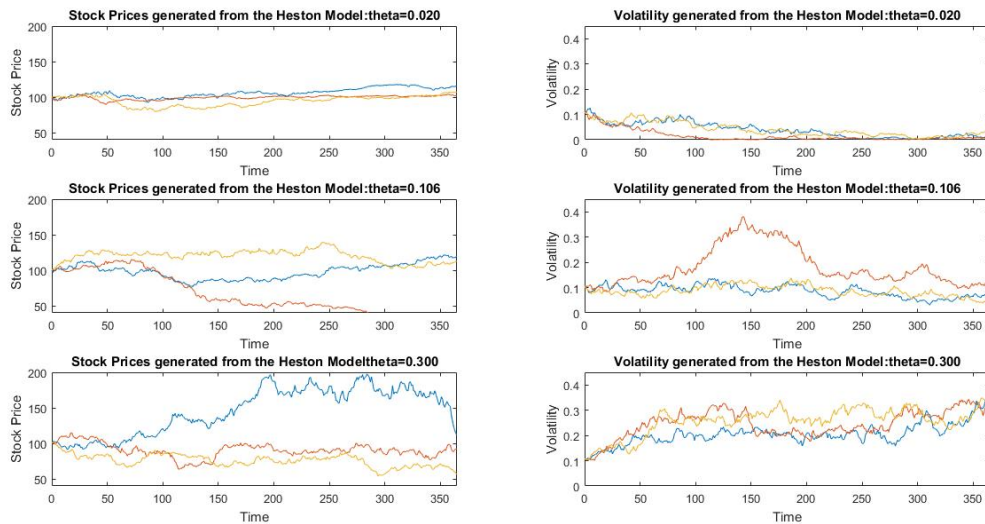 Stock Prices generated from the Heston Model:theta=0.020
200
150
100
50
Stock Price
0 50 100 150 200 250 300 350
Time
Volatility generated from the Heston Model:theta=0.020
0.4
0.3
0.2
0.1
0
Volatility
0 50 100 150 200 250 300 350
Time
Stock Prices generated from the Heston Model:theta=0.106
200
150
100
50
Stock Price
0 50 100 150 200 250 300 350
Time
Volatility generated from the Heston Model:theta=0.106
0.4
0.3
0.2
0.1
0
Volatility
0 50 100 150 200 250 300 350
Time
Stock Prices generated from the Heston Modeltheta=0.300
200
150
100
50
Stock Price
0 50 100 150 200 250 300 350
Time
Volatility generated from the Heston Model:theta=0.300
0.4
0.3
0.2
0.1
0
Volatility
0 50 100 150 200 250 300 350
Time